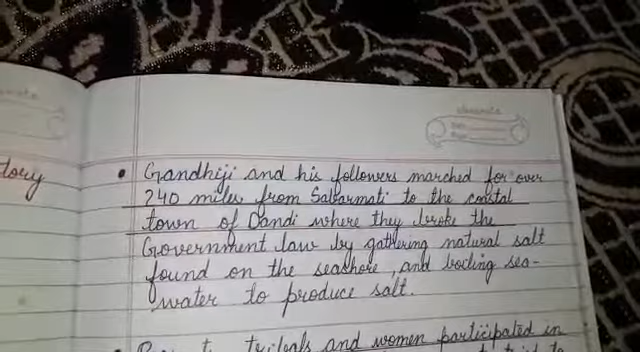 classmate
tory
• Gandhiji and his followers marched for over
240 miles from Sabarmati to the costal
town of Dandi where they broke the
Government law by gathering natural salt
found on the seashore, and boiling sea-
water to produce salt.
tribals and women participated in